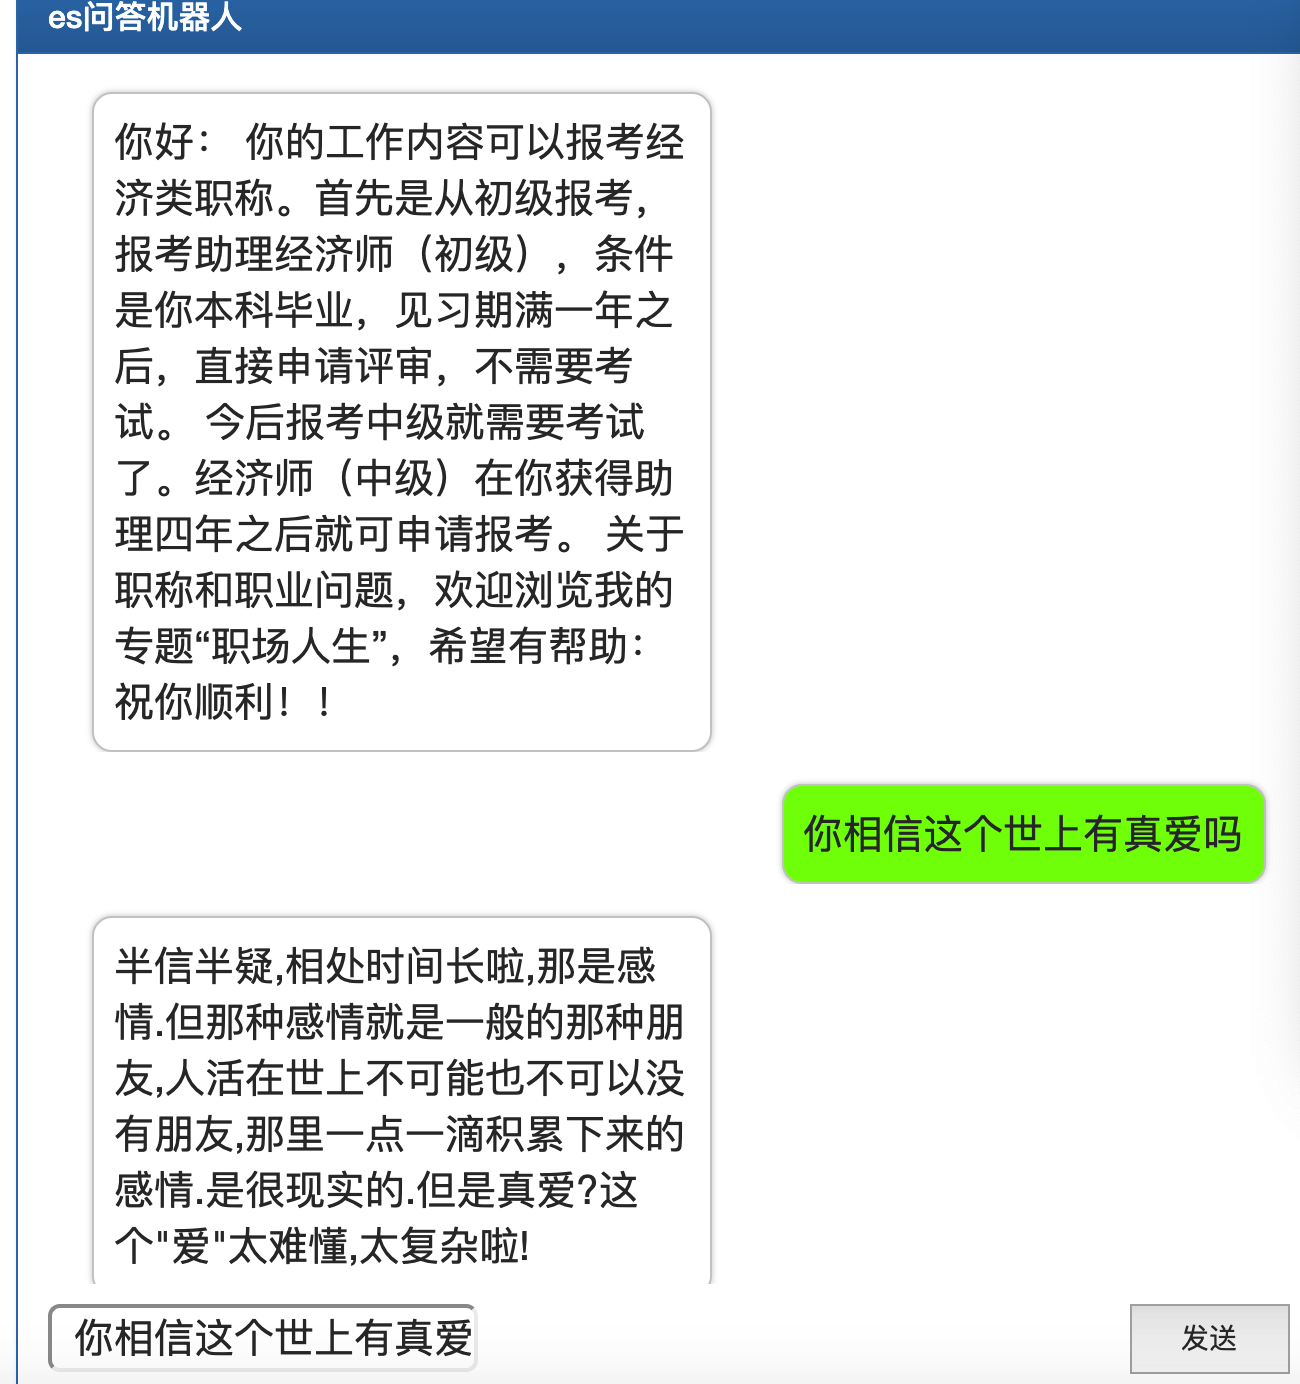 es问答机器人
你好： 你的工作内容可以报考经
济类职称。首先是从初级报考，
报考助理经济师（初级），条件
是你本科毕业，见习期满一年之
后，直接申请评审，不需要考
试。 今后报考中级就需要考试
了。经济师（中级）在你获得助
理四年之后就可申请报考。 关于
职称和职业问题，欢迎浏览我的
专题“职场人生”，希望有帮助：
祝你顺利！！
你相信这个世上有真爱吗
半信半疑,相处时间长啦,那是感
情.但那种感情就是一般的那种朋
友,人活在世上不可能也不可以没
有朋友,那里一点一滴积累下来的
感情.是很现实的.但是真爱?这
个"爱"太难懂,太复杂啦!
你相信这个世上有真爱
发送